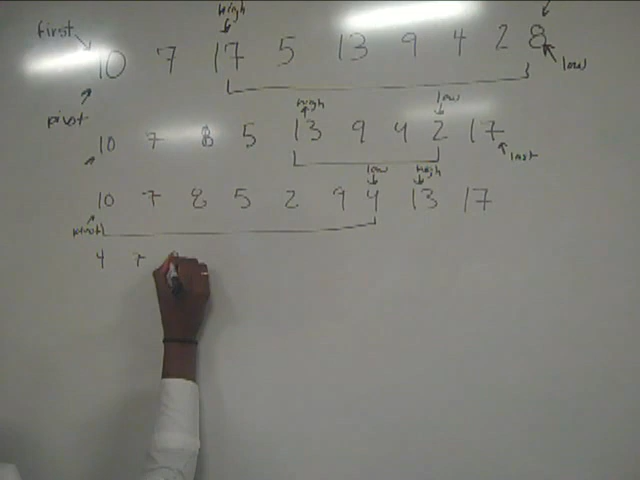 high
first
10 7 17 5 13 9 4 2 8
low
pivot
high low
10 7 8 5 13 9 4 2 17
last
low high
10 7 8 5 2 9 4 13 17
pivot
4 7